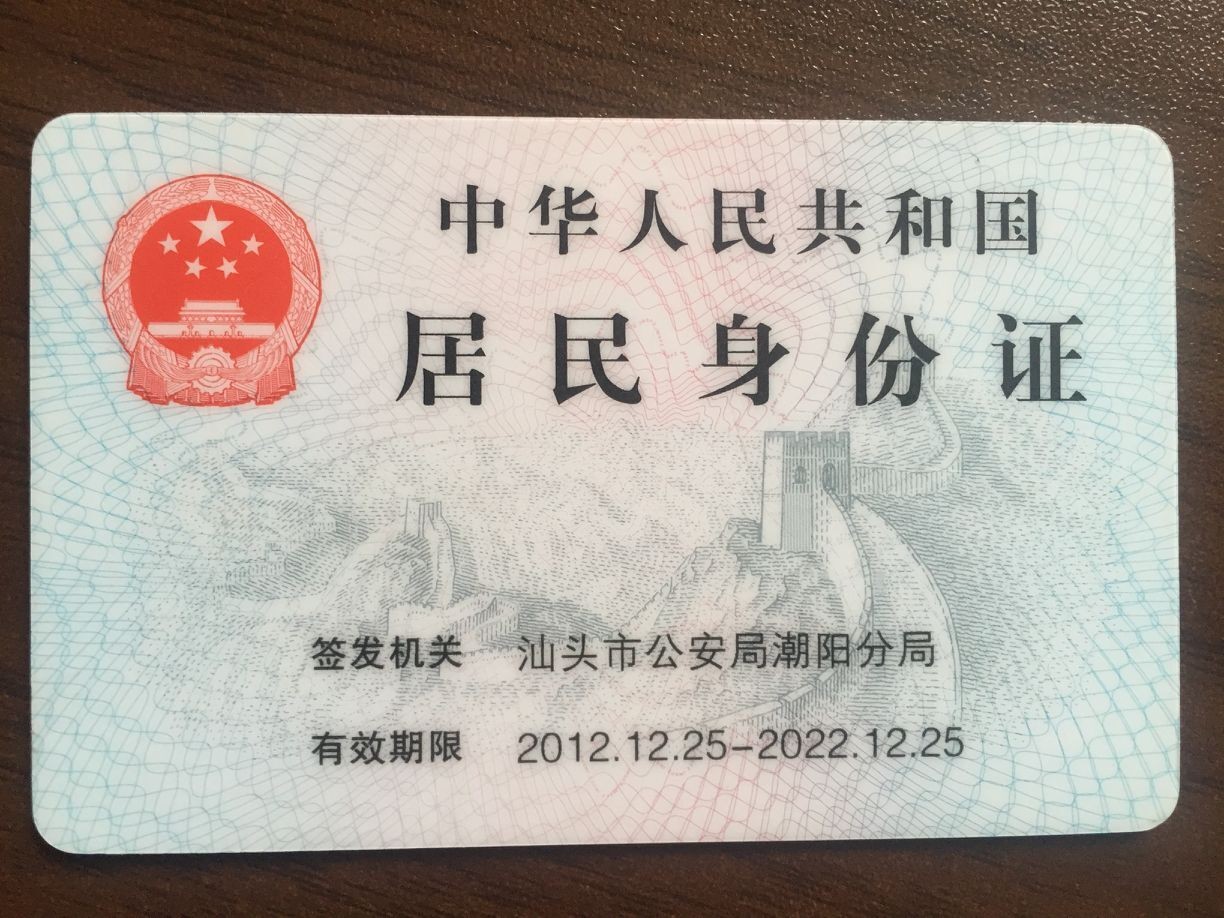 中华人民共和国
居民身份证
签发机关 汕头市公安局潮阳分局
有效期限 2012.12.25-2022.12.25